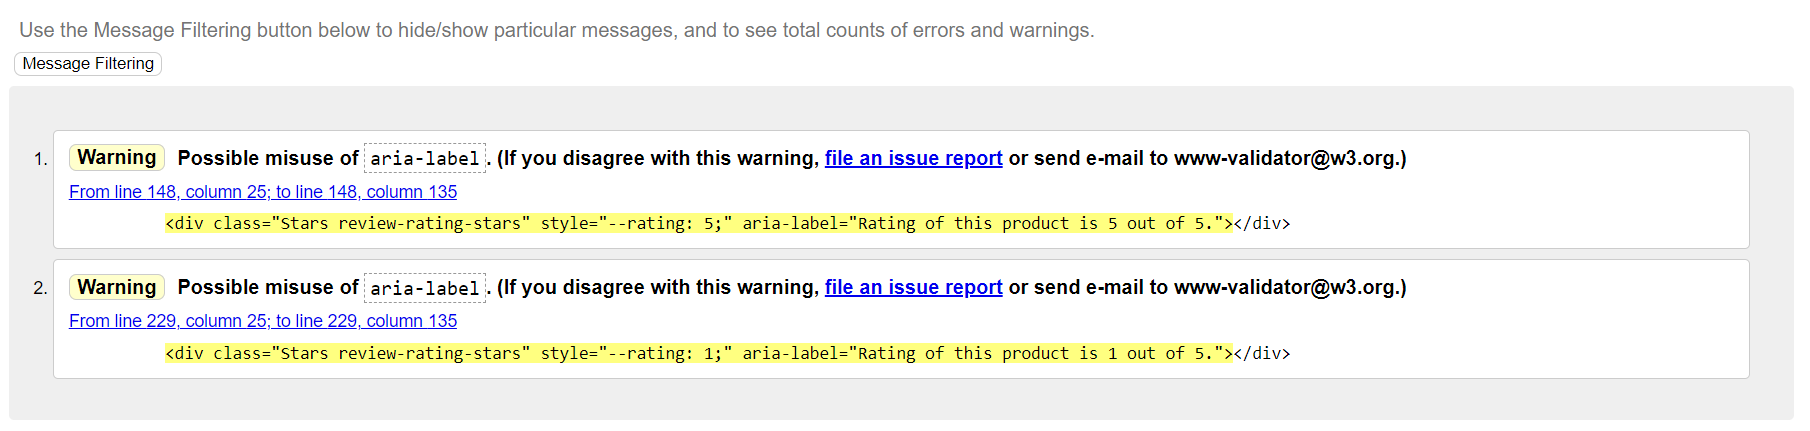 Use the Message Filtering button below to hide/show particular messages, and to see total counts of errors and warnings.
Message Filtering
1. Warning Possible misuse of aria-label. (If you disagree with this warning, file an issue report or send e-mail to www-validator@w3.org.)
From line 148, column 25; to line 148, column 135
<div class="Stars review-rating-stars" style="--rating: 5;" aria-label="Rating of this product is 5 out of 5."></div>
2. Warning Possible misuse of aria-label. (If you disagree with this warning, file an issue report or send e-mail to www-validator@w3.org.)
From line 229, column 25; to line 229, column 135
<div class="Stars review-rating-stars" style="--rating: 1;" aria-label="Rating of this product is 1 out of 5."></div>